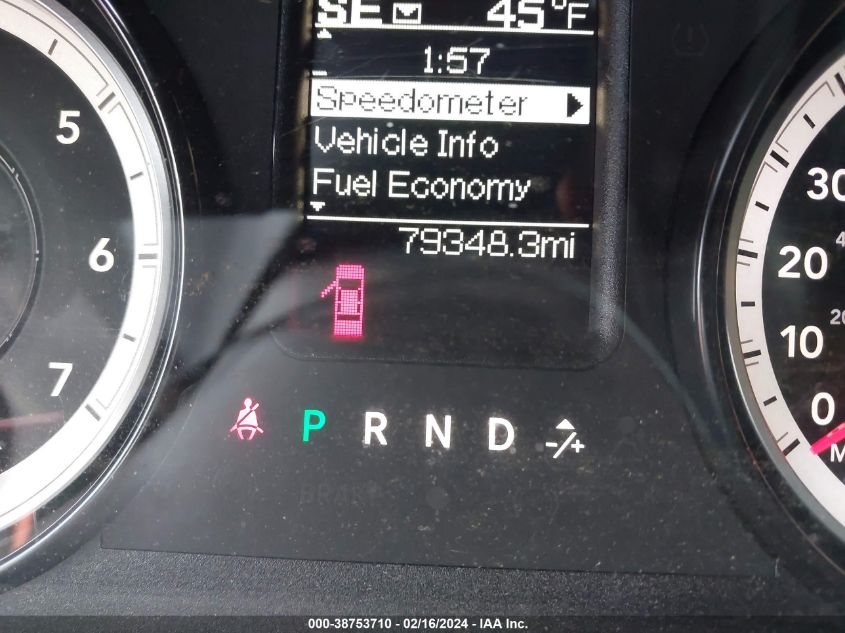 SE 45°F
1:57
Speedometer
Vehicle Info
Fuel Economy
79348.3mi
5
6
7
30
20
10
0
P R N D -/+
BRAKE
000-38753710 - 02/16/2024 - IAA Inc.